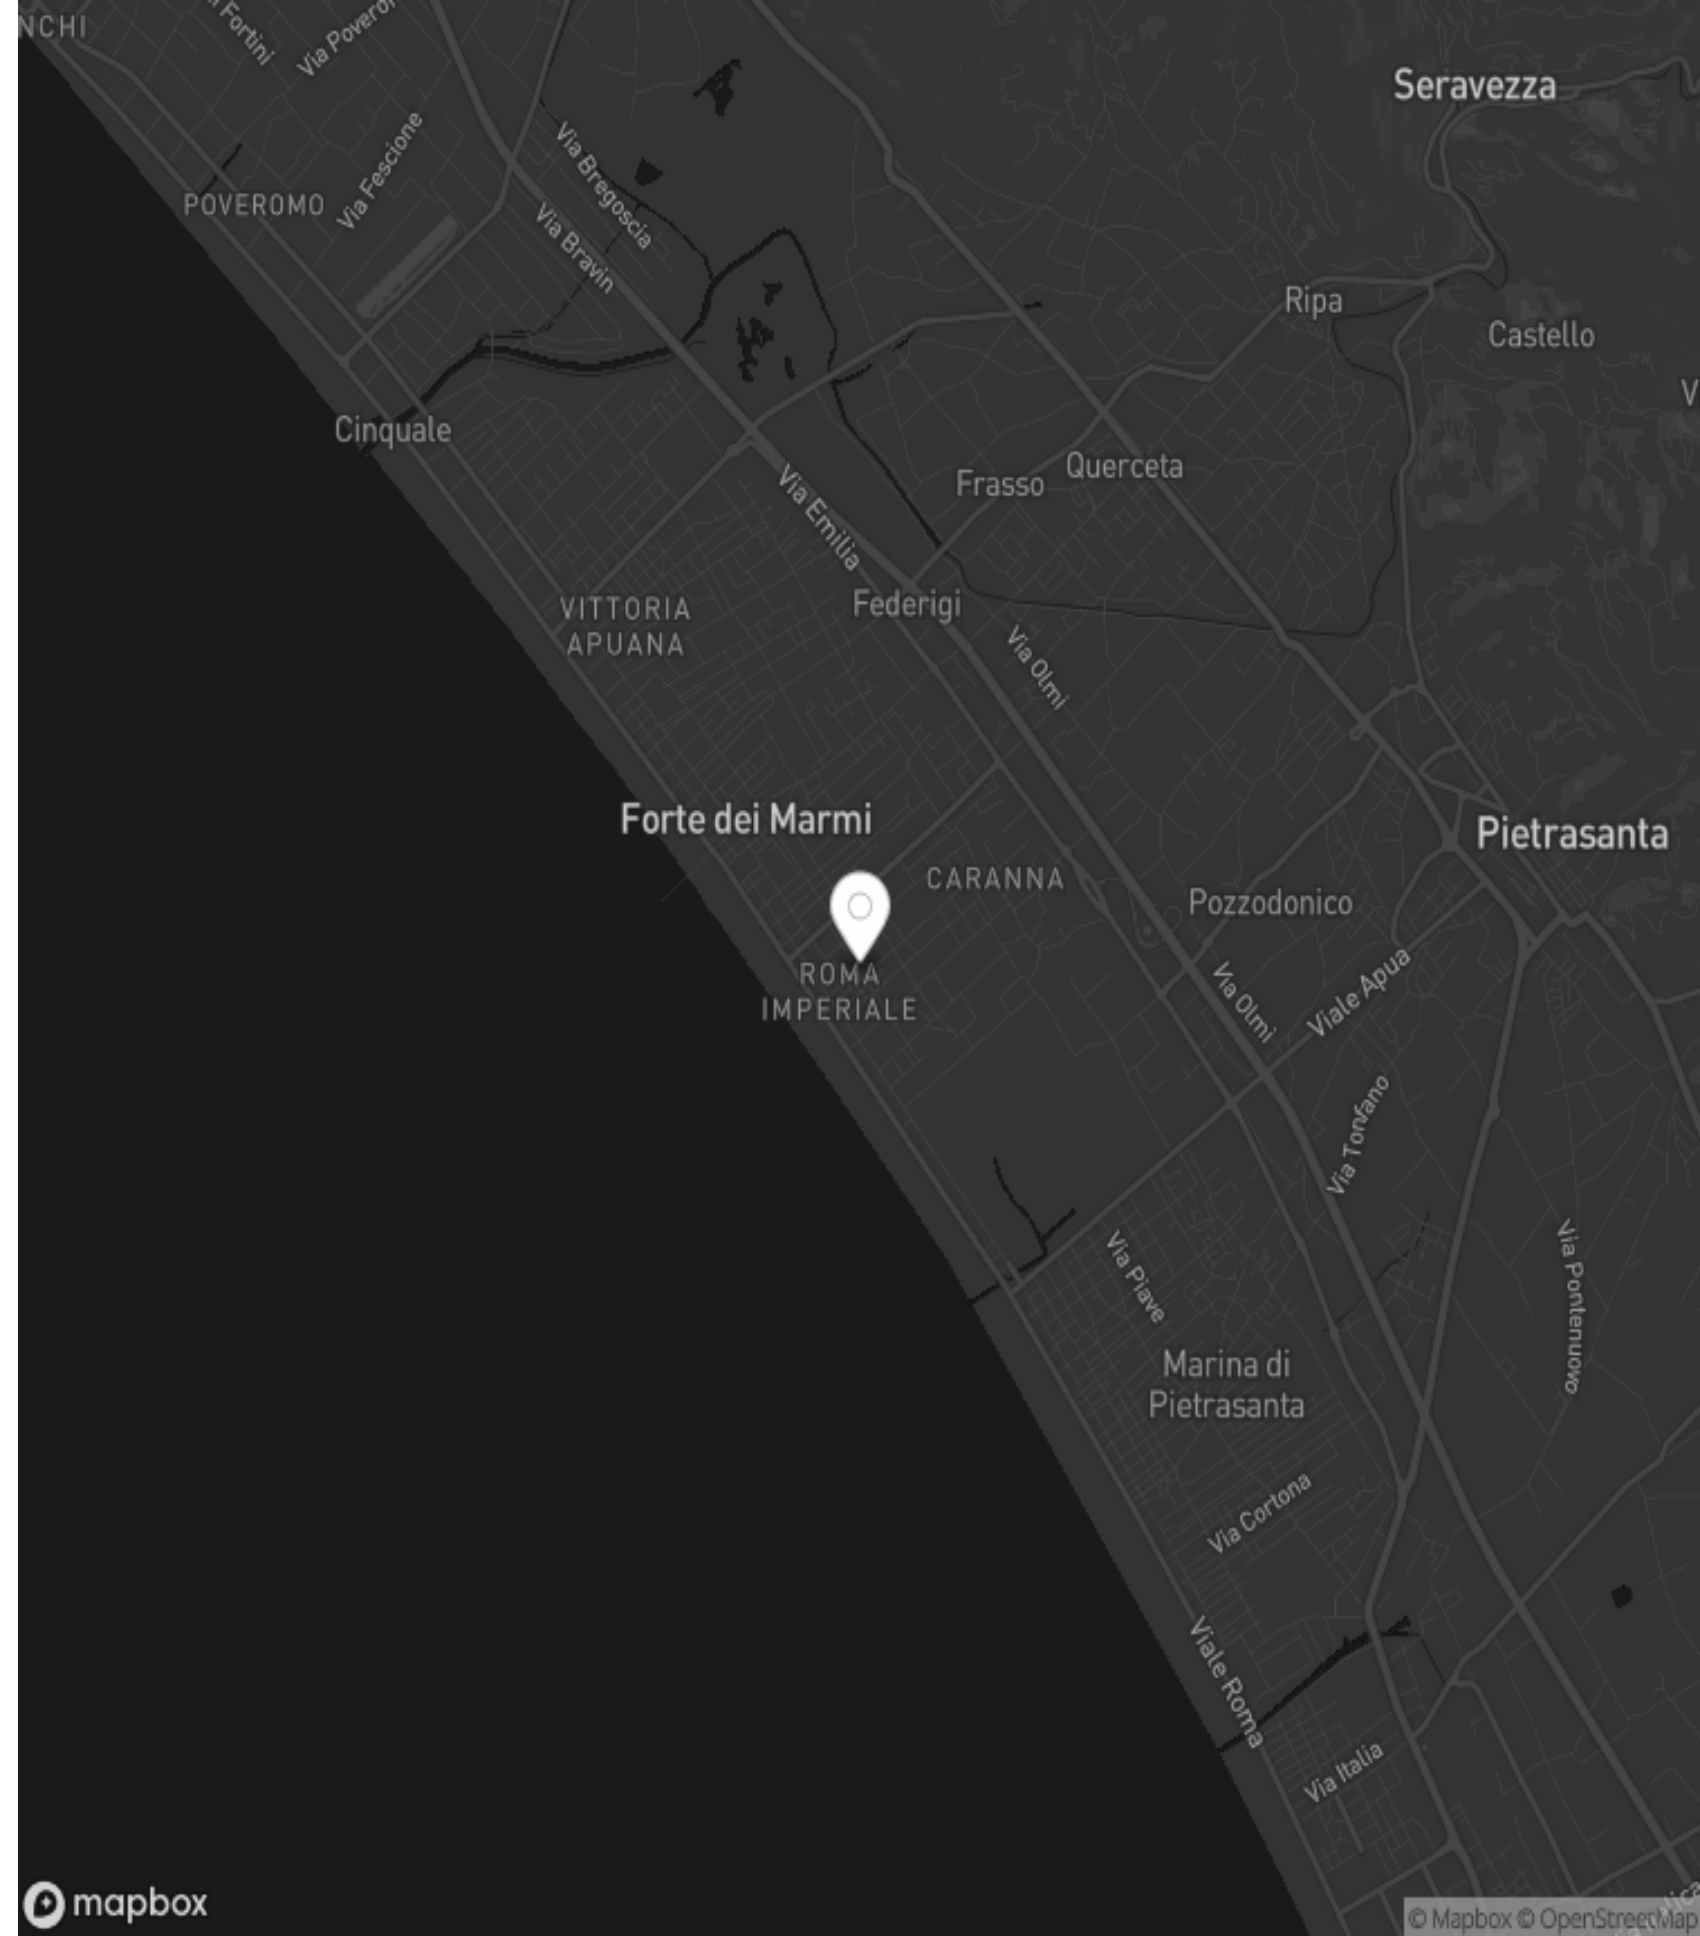 NCHI
Fortini
Via Poveror
Seravezza
Via Fescione
Via Bregoscia
POVEROMO
Via Bravin
Ripa
Castello
V
Cinquale
Querceta
Frasso
Via Emilia
VITTORIA
APUANA
Federigi
Via Olmi
Forte dei Marmi
Pietrasanta
CARANNA
Pozzodonico
ROMA
IMPERIALE
Via Olmi
Viale Apua
Via Tonfano
Via Piave
Via Pontenuovo
Marina di
Pietrasanta
Via Cortona
Viale Roma
Via Italia
mapbox
© Mapbox © OpenStreetMap